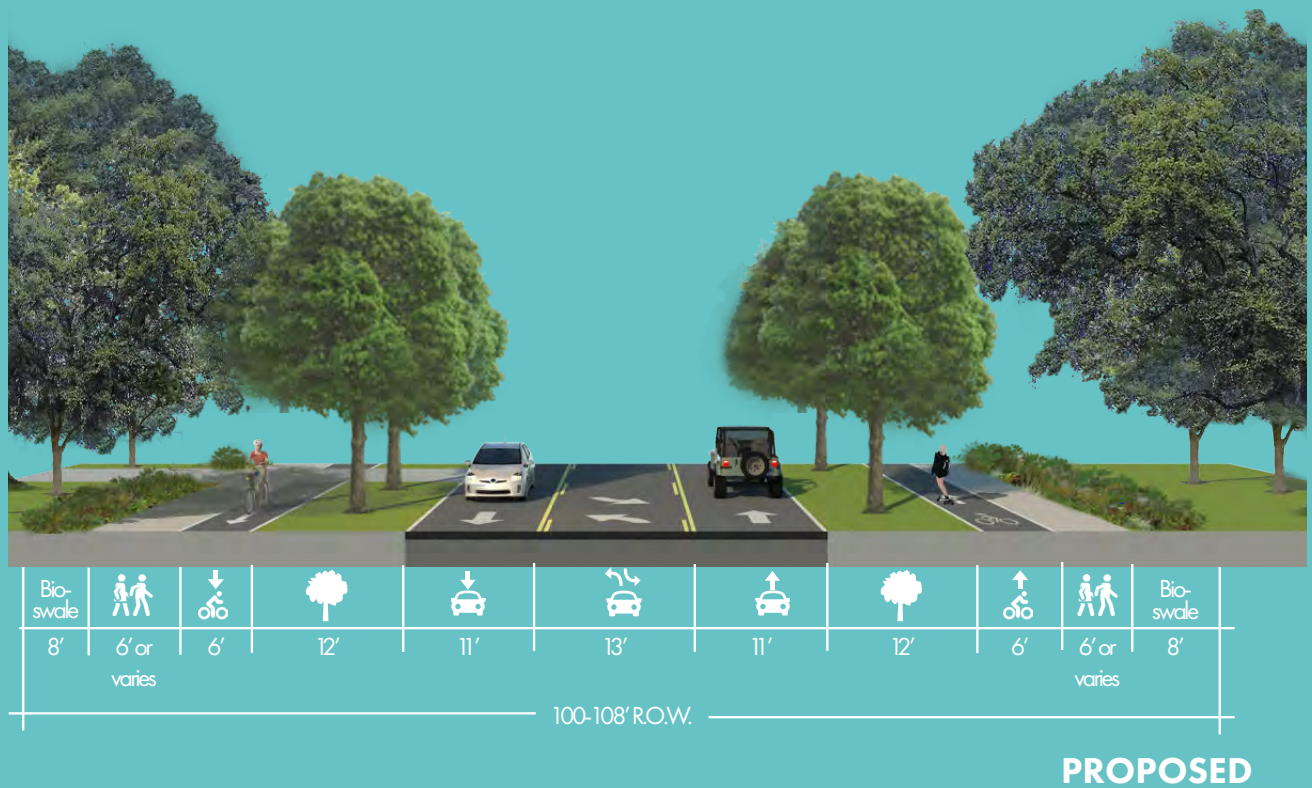 Bio-
swale
Bio-
swale
8’ 6’ or 6’ 12’ 11’ 13’ 11’ 12’ 6’ 6’ or 8’
varies varies
100-108’ R.O.W.
PROPOSED